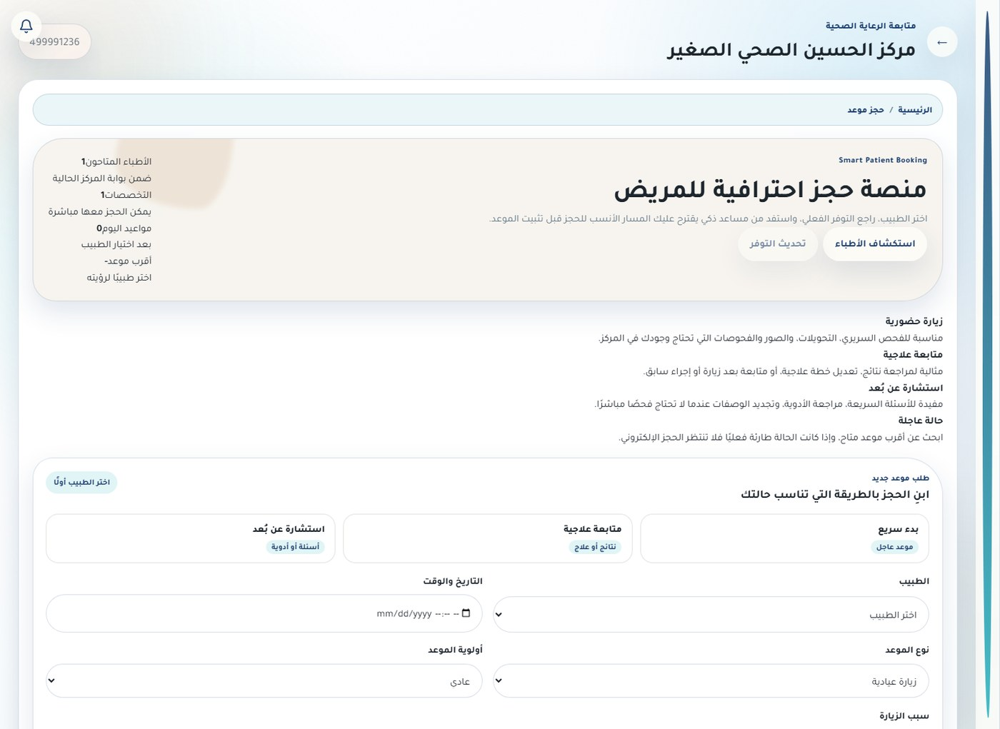 متابعة الرعاية الصحية
مركز الحسين الصحي الصغير
←
499991236
الرئيسية / حجز موعد
Smart Patient Booking
منصة حجز احترافية للمريض
اختر الطبيب، راجع التوفر الفعلي، واستفد من مساعد ذكي يقترح عليك المسار الأنسب للحجز قبل تثبيت الموعد.
استكشاف الأطباء
تحديث التوفر
الأطباء المتاحون1
ضمن بوابة المركز الحالية
التخصصات1
يمكن الحجز معها مباشرة
مواعيد اليوم0
بعد اختيار الطبيب
أقرب موعد-
اختر طبيبًا لرؤيته
زيارة حضورية
مناسبة للفحص السريري، التحويلات، والصور والفحوصات التي تحتاج وجودك في المركز.
متابعة علاجية
مثالية لمراجعة نتائج، تعديل خطة علاجية، أو متابعة بعد زيارة أو إجراء سابق.
استشارة عن بُعد
مفيدة للأسئلة السريعة، مراجعة الأدوية، وتجديد الوصفات عندما لا تحتاج فحصًا مباشرًا.
حالة عاجلة
ابحث عن أقرب موعد متاح، وإذا كانت الحالة طارئة فعليًا فلا تنتظر الحجز الإلكتروني.
طلب موعد جديد
ابنِ الحجز بالطريقة التي تناسب حالتك
اختر الطبيب أولًا
بدء سريع
موعد عاجل
متابعة علاجية
نتائج أو علاج
استشارة عن بُعد
أسئلة أو أدوية
الطبيب
اختر الطبيب
التاريخ والوقت
mm/dd/yyyy --:-- --
نوع الموعد
زيارة عيادية
أولوية الموعد
عادي
سبب الزيارة